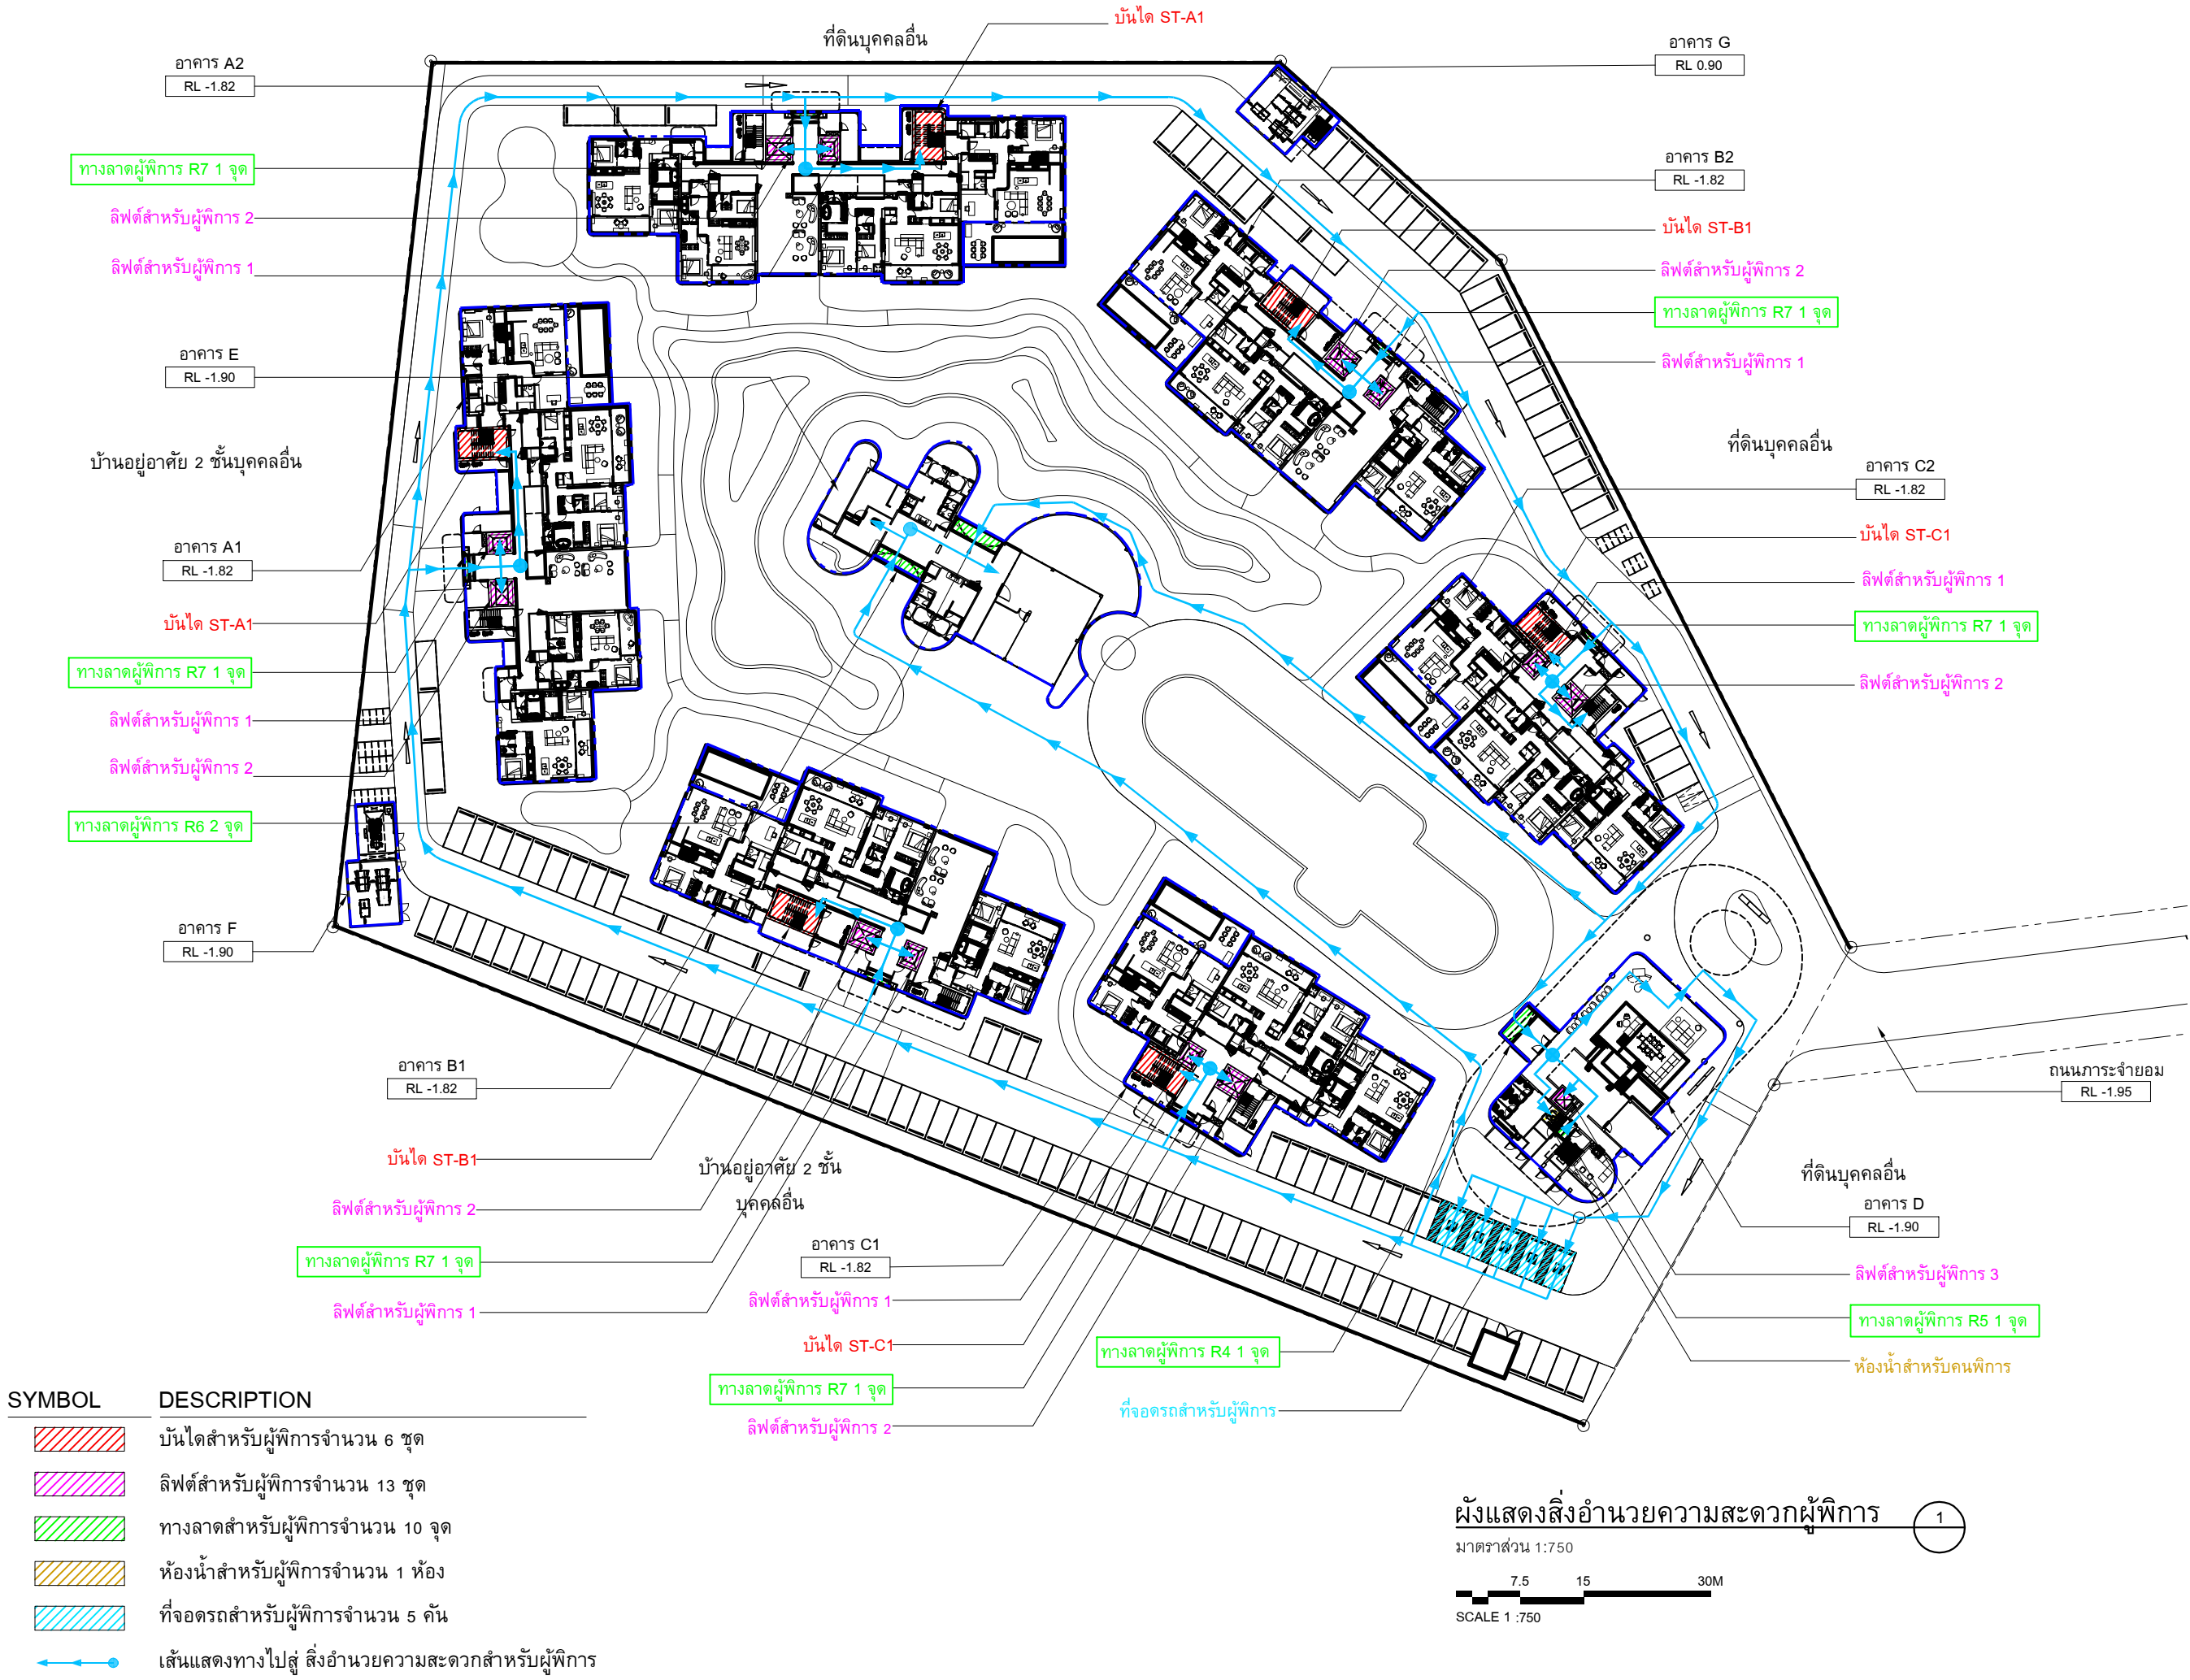 บันได ST-A1
ที่ดินบุคคลอื่น
อาคาร G
RL 0.90
อาคาร A2
RL -1.82
ทางลาดผู้พิการ R7 1 จุด
ลิฟต์สำหรับผู้พิการ 2
ลิฟต์สำหรับผู้พิการ 1
อาคาร B2
RL -1.82
บันได ST-B1
ลิฟต์สำหรับผู้พิการ 2
ทางลาดผู้พิการ R7 1 จุด
ลิฟต์สำหรับผู้พิการ 1
อาคาร E
RL -1.90
บ้านอยู่อาศัย 2 ชั้นบุคคลอื่น
ที่ดินบุคคลอื่น
อาคาร C2
RL -1.82
บันได ST-C1
ลิฟต์สำหรับผู้พิการ 1
ทางลาดผู้พิการ R7 1 จุด
ลิฟต์สำหรับผู้พิการ 2
อาคาร A1
RL -1.82
บันได ST-A1
ทางลาดผู้พิการ R7 1 จุด
ลิฟต์สำหรับผู้พิการ 1
ลิฟต์สำหรับผู้พิการ 2
ทางลาดผู้พิการ R6 2 จุด
อาคาร F
RL -1.90
อาคาร B1
RL -1.82
บันได ST-B1
ลิฟต์สำหรับผู้พิการ 2
ทางลาดผู้พิการ R7 1 จุด
ลิฟต์สำหรับผู้พิการ 1
บ้านอยู่อาศัย 2 ชั้น
บุคคลอื่น
อาคาร C1
RL -1.82
ลิฟต์สำหรับผู้พิการ 1
บันได ST-C1
ทางลาดผู้พิการ R7 1 จุด
ลิฟต์สำหรับผู้พิการ 2
ทางลาดผู้พิการ R4 1 จุด
ที่จอดรถสำหรับผู้พิการ
ถนนภาระจำยอม
RL -1.95
ที่ดินบุคคลอื่น
อาคาร D
RL -1.90
ลิฟต์สำหรับผู้พิการ 3
ทางลาดผู้พิการ R5 1 จุด
ห้องน้ำสำหรับคนพิการ
SYMBOL DESCRIPTION
บันไดสำหรับผู้พิการจำนวน 6 ชุด
ลิฟต์สำหรับผู้พิการจำนวน 13 ชุด
ทางลาดสำหรับผู้พิการจำนวน 10 จุด
ห้องน้ำสำหรับผู้พิการจำนวน 1 ห้อง
ที่จอดรถสำหรับผู้พิการจำนวน 5 คัน
เส้นแสดงทางไปสู่ สิ่งอำนวยความสะดวกสำหรับผู้พิการ
ผังแสดงสิ่งอำนวยความสะดวกผู้พิการ 1
มาตราส่วน 1:750
7.5 15 30M
SCALE 1 :750